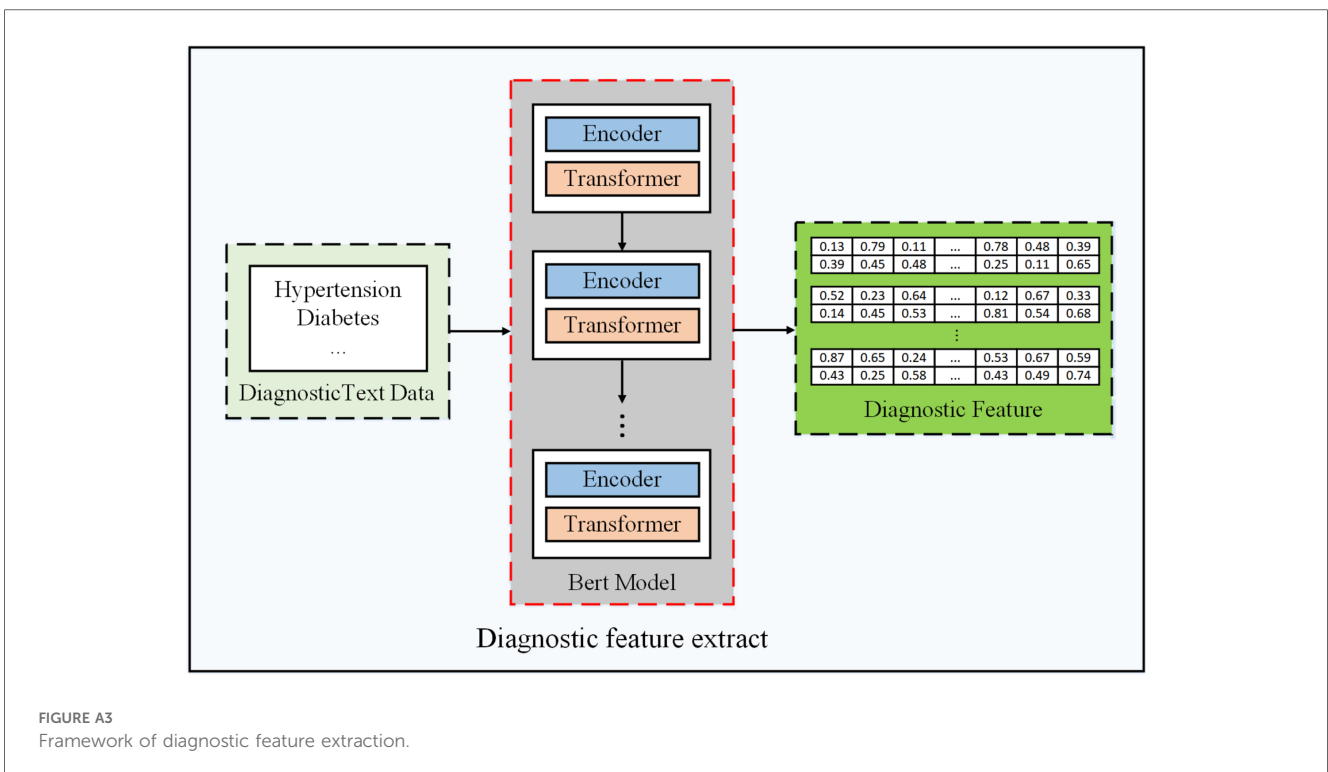 Hypertension
Diabetes
...
DiagnosticText Data
Encoder
Transformer
Encoder
Transformer
⋮
Encoder
Transformer
Bert Model
0.13 0.79 0.11 ... 0.78 0.48 0.39
0.39 0.45 0.48 ... 0.25 0.11 0.65
0.52 0.23 0.64 ... 0.12 0.67 0.33
0.14 0.45 0.53 ... 0.81 0.54 0.68
⋮
0.87 0.65 0.24 ... 0.53 0.67 0.59
0.43 0.25 0.58 ... 0.43 0.49 0.74
Diagnostic Feature
Diagnostic feature extract
FIGURE A3
Framework of diagnostic feature extraction.